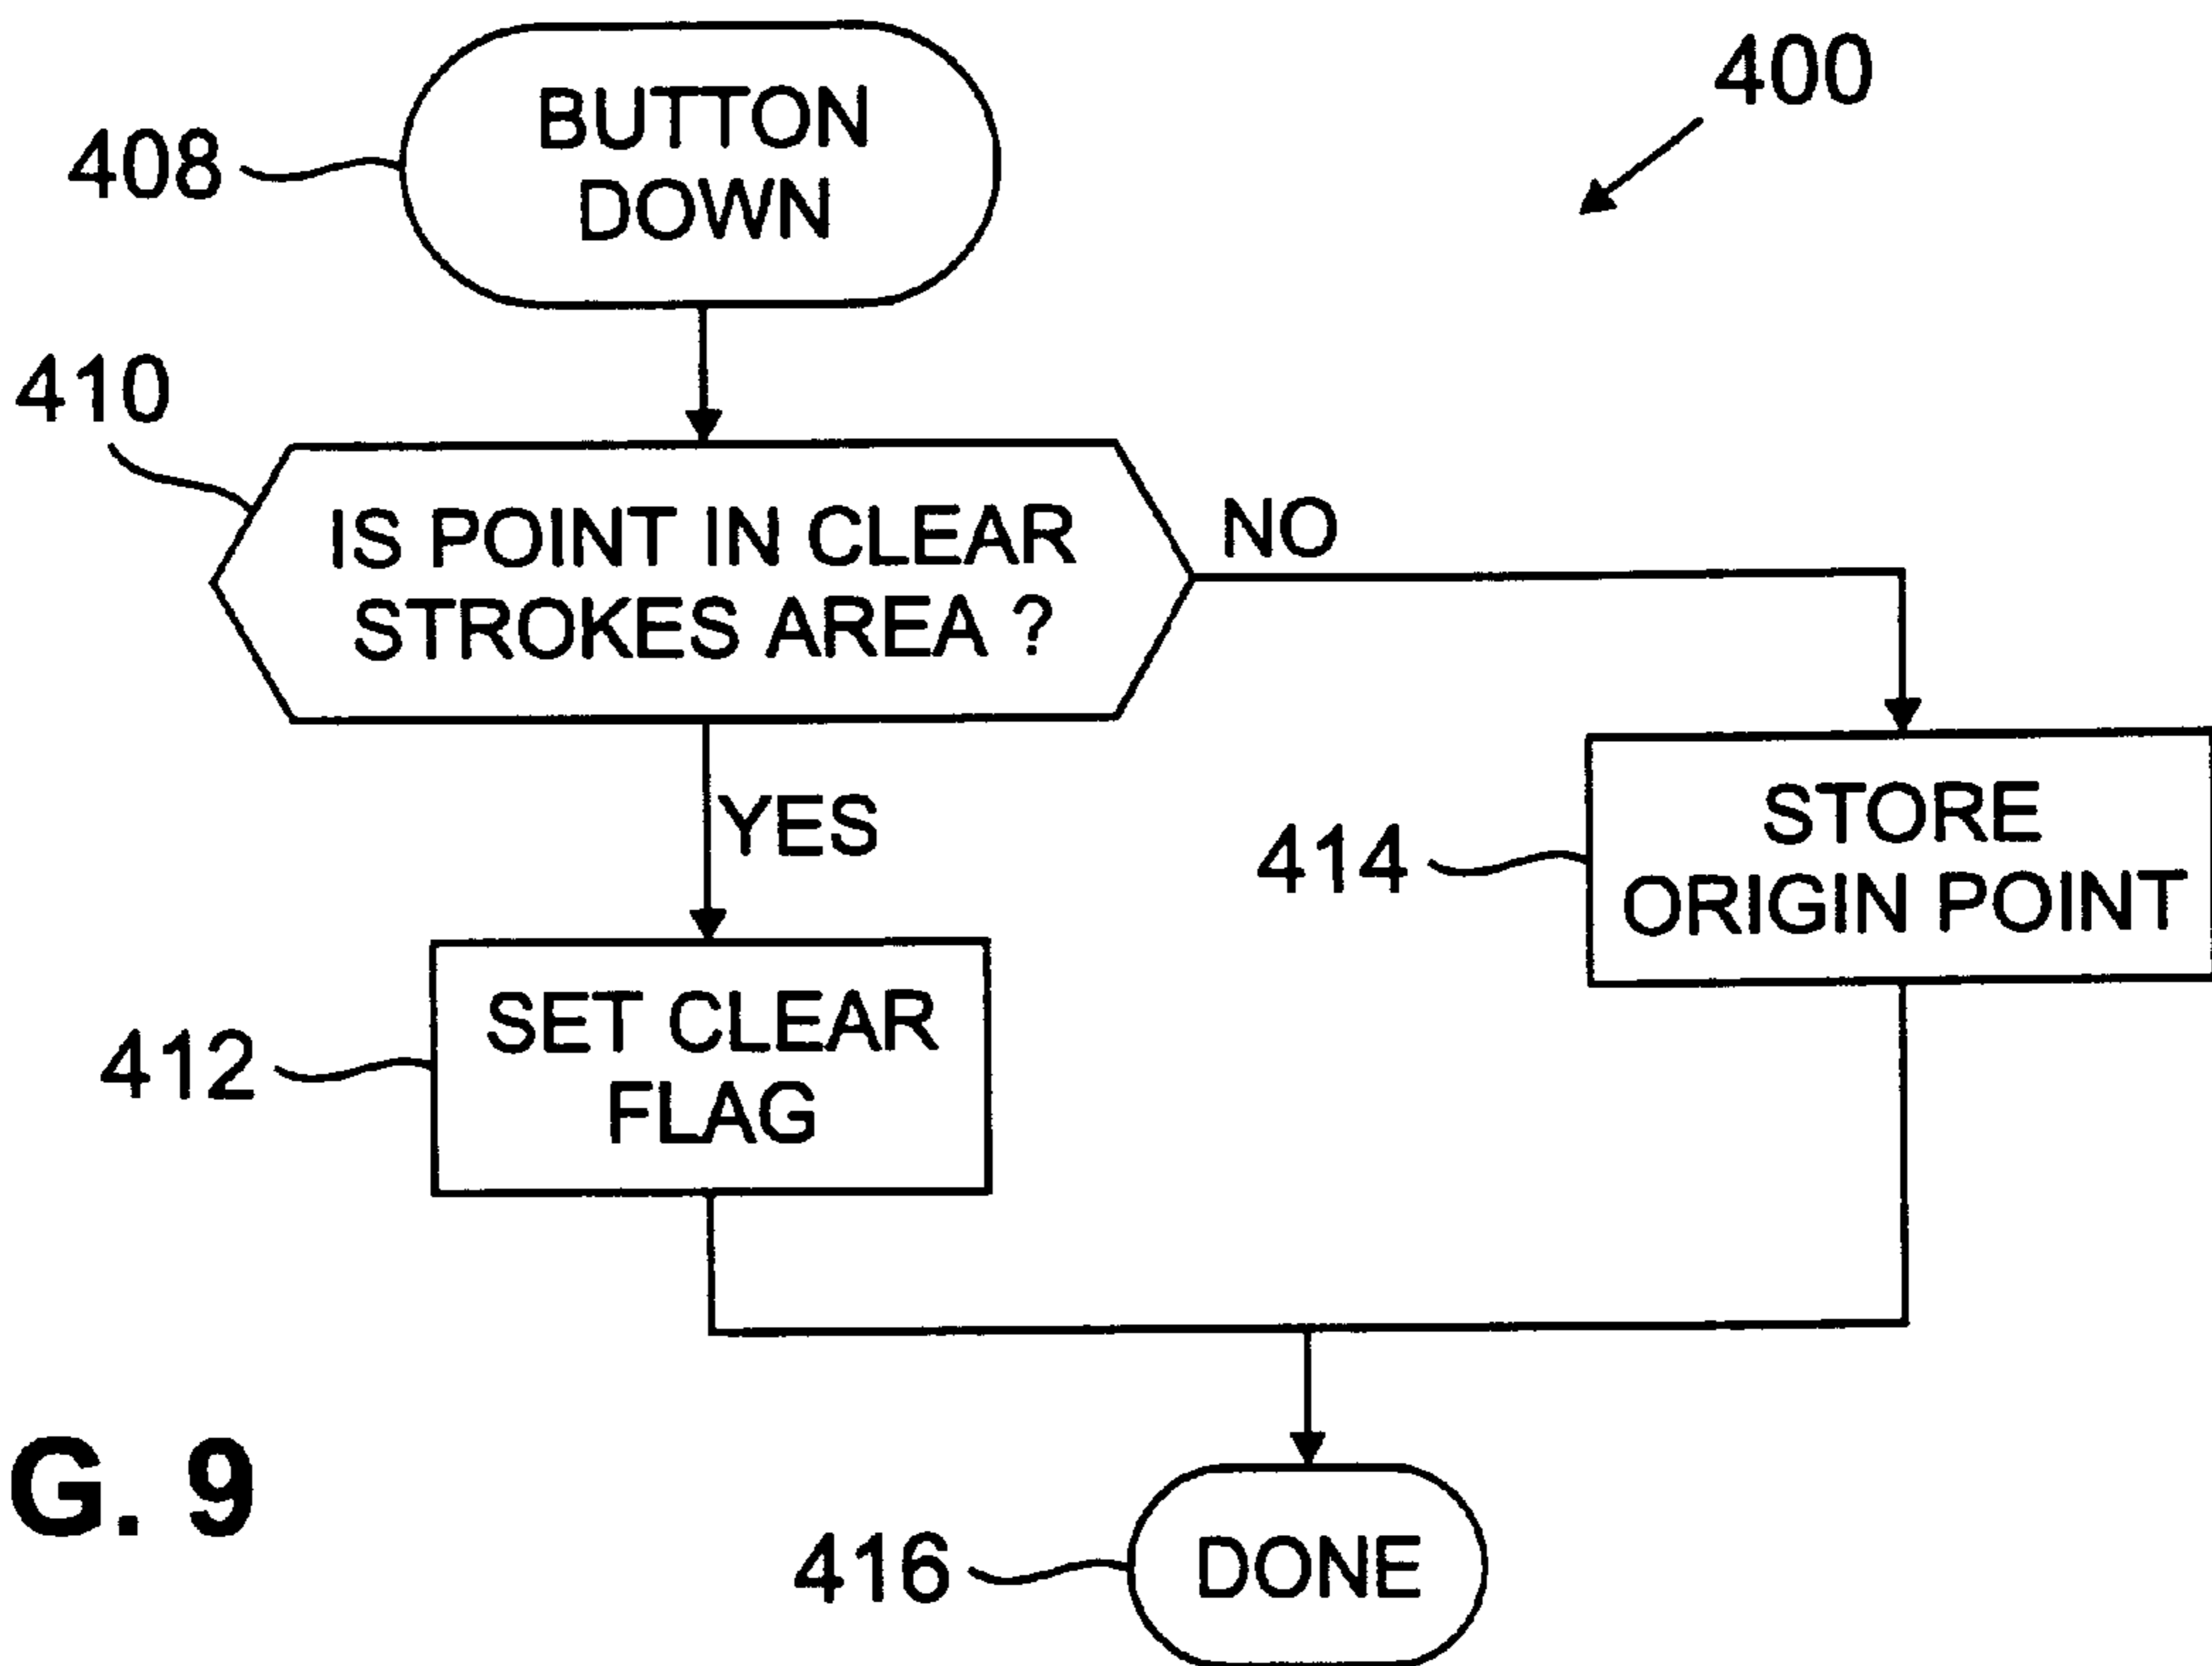 400
408
BUTTON
DOWN
410
IS POINT IN CLEAR
STROKES AREA ?
NO
YES
414
STORE
ORIGIN POINT
412
SET CLEAR
FLAG
G. 9
416
DONE